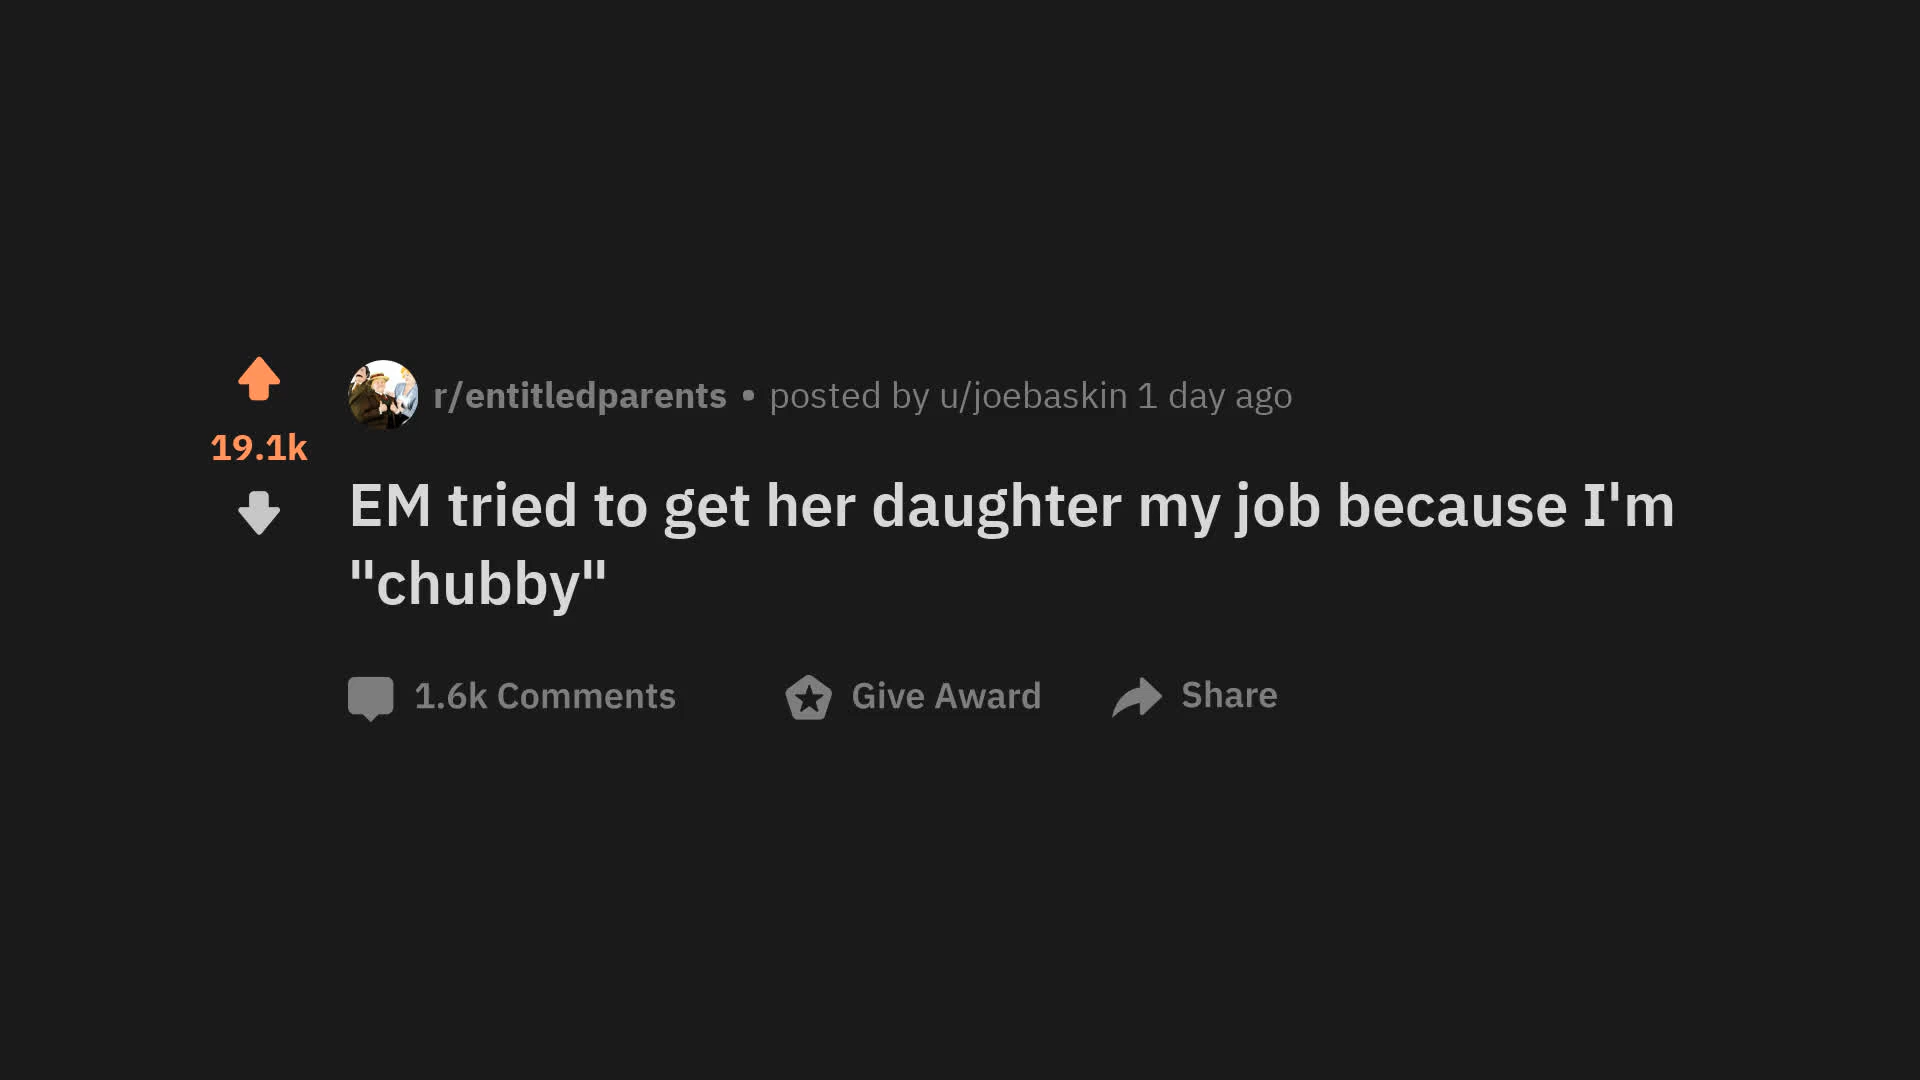 r/entitledparents • posted by u/joebaskin 1 day ago
19.1k
EM tried to get her daughter my job because I'm
"chubby"
1.6k Comments Give Award Share